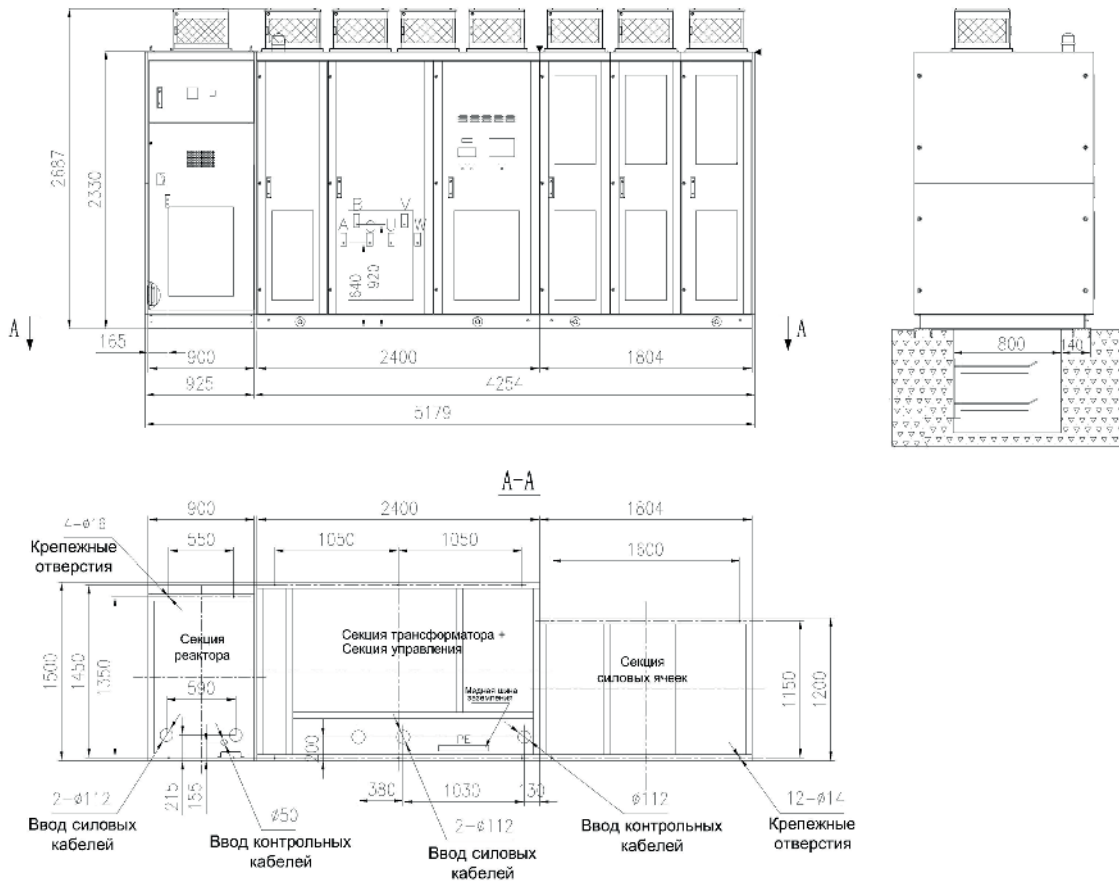 2687
2330
B
V
A
C
U
W
640
920
A
A
165
900
2400
1804
925
4254
5179
800
140
A-A
900
2400
1804
4-ø18
550
1050
1050
1600
Крепежные
отверстия
Секция
реактора
Секция трансформатора +
Секция управления
Секция
силовых ячеек
1500
1450
1350
590
Медная шина
заземления
PE
200
1150
1200
215
155
380
1030
130
2-ø112
Ввод силовых
кабелей
ø50
Ввод контрольных
кабелей
2-ø112
Ввод силовых
кабелей
ø112
Ввод контрольных
кабелей
12-ø14
Крепежные
отверстия